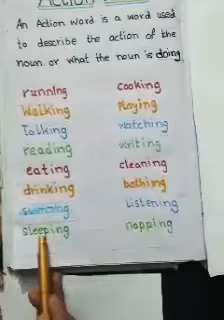 Action
An Action word is a word used
to describe the action of the
noun or what the noun is doing.
running cooking
Walking Playing
talking watching
reading writing
eating cleaning
drinking bathing
swimming Listening
sleeping napping